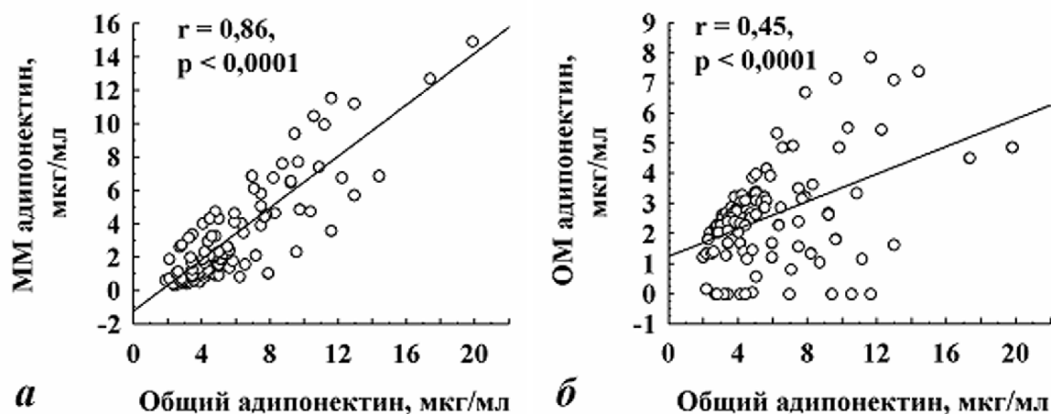 r = 0,86,
p < 0,0001
ММ адипонектин,
мкг/мл
16
14
12
10
8
6
4
2
0
-2
0 4 8 12 16 20
а
Общий адипонектин, мкг/мл
r = 0,45,
p < 0,0001
ОМ адипонектин,
мкг/мл
9
8
7
6
5
4
3
2
1
0
-1
0 4 8 12 16 20
б
Общий адипонектин, мкг/мл